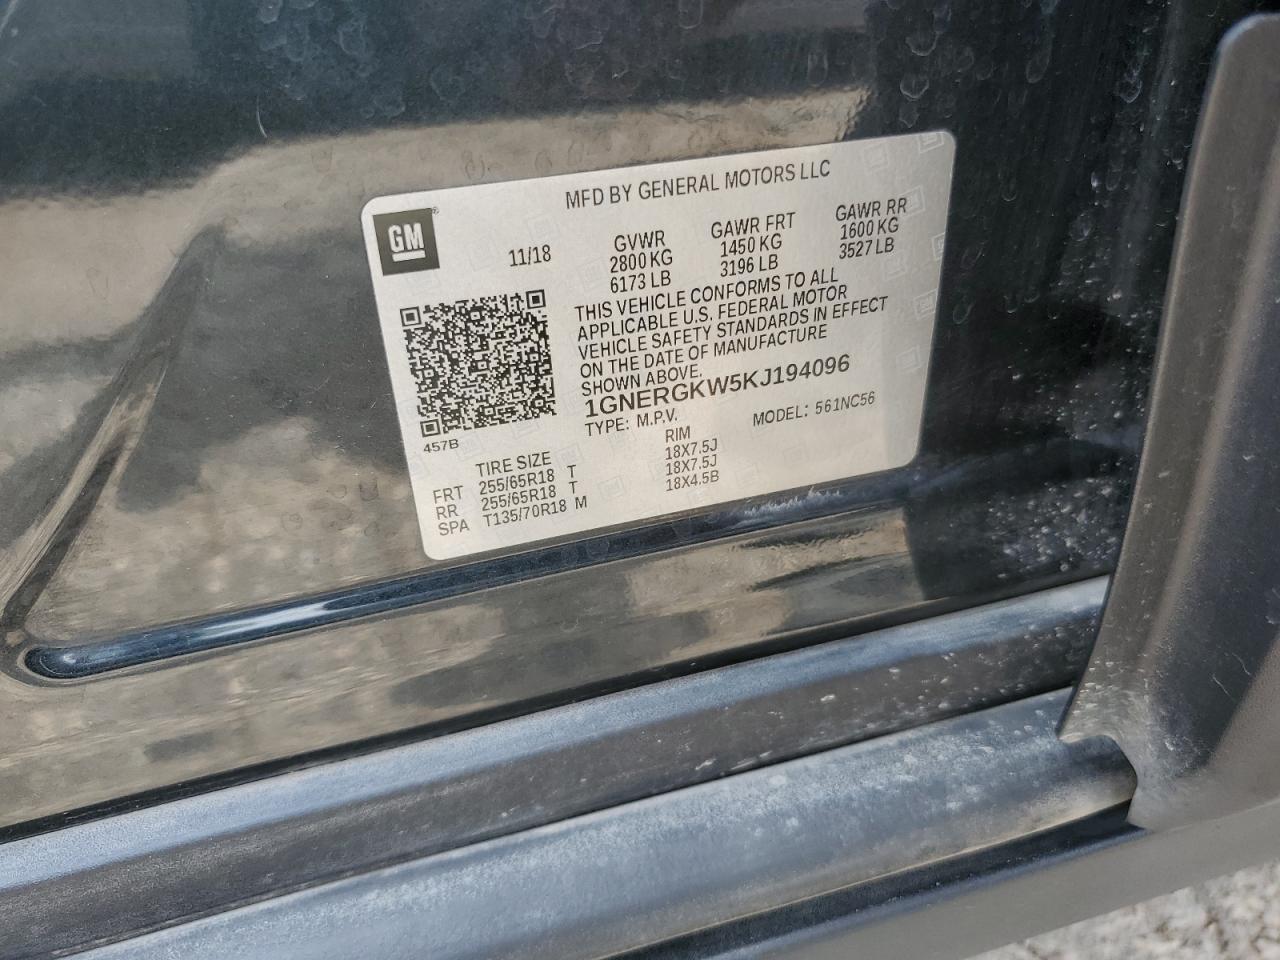 MFD BY GENERAL MOTORS LLC
GM ®
11/18
GVWR
2800 KG
6173 LB
GAWR FRT
1450 KG
3196 LB
GAWR RR
1600 KG
3527 LB
THIS VEHICLE CONFORMS TO ALL
APPLICABLE U.S. FEDERAL MOTOR
VEHICLE SAFETY STANDARDS IN EFFECT
ON THE DATE OF MANUFACTURE
SHOWN ABOVE.
1GNERGKW5KJ194096
TYPE: M.P.V.
MODEL: 561NC56
457B
TIRE SIZE
RIM
FRT 255/65R18 T 18X7.5J
RR 255/65R18 T 18X7.5J
SPA T135/70R18 M 18X4.5B